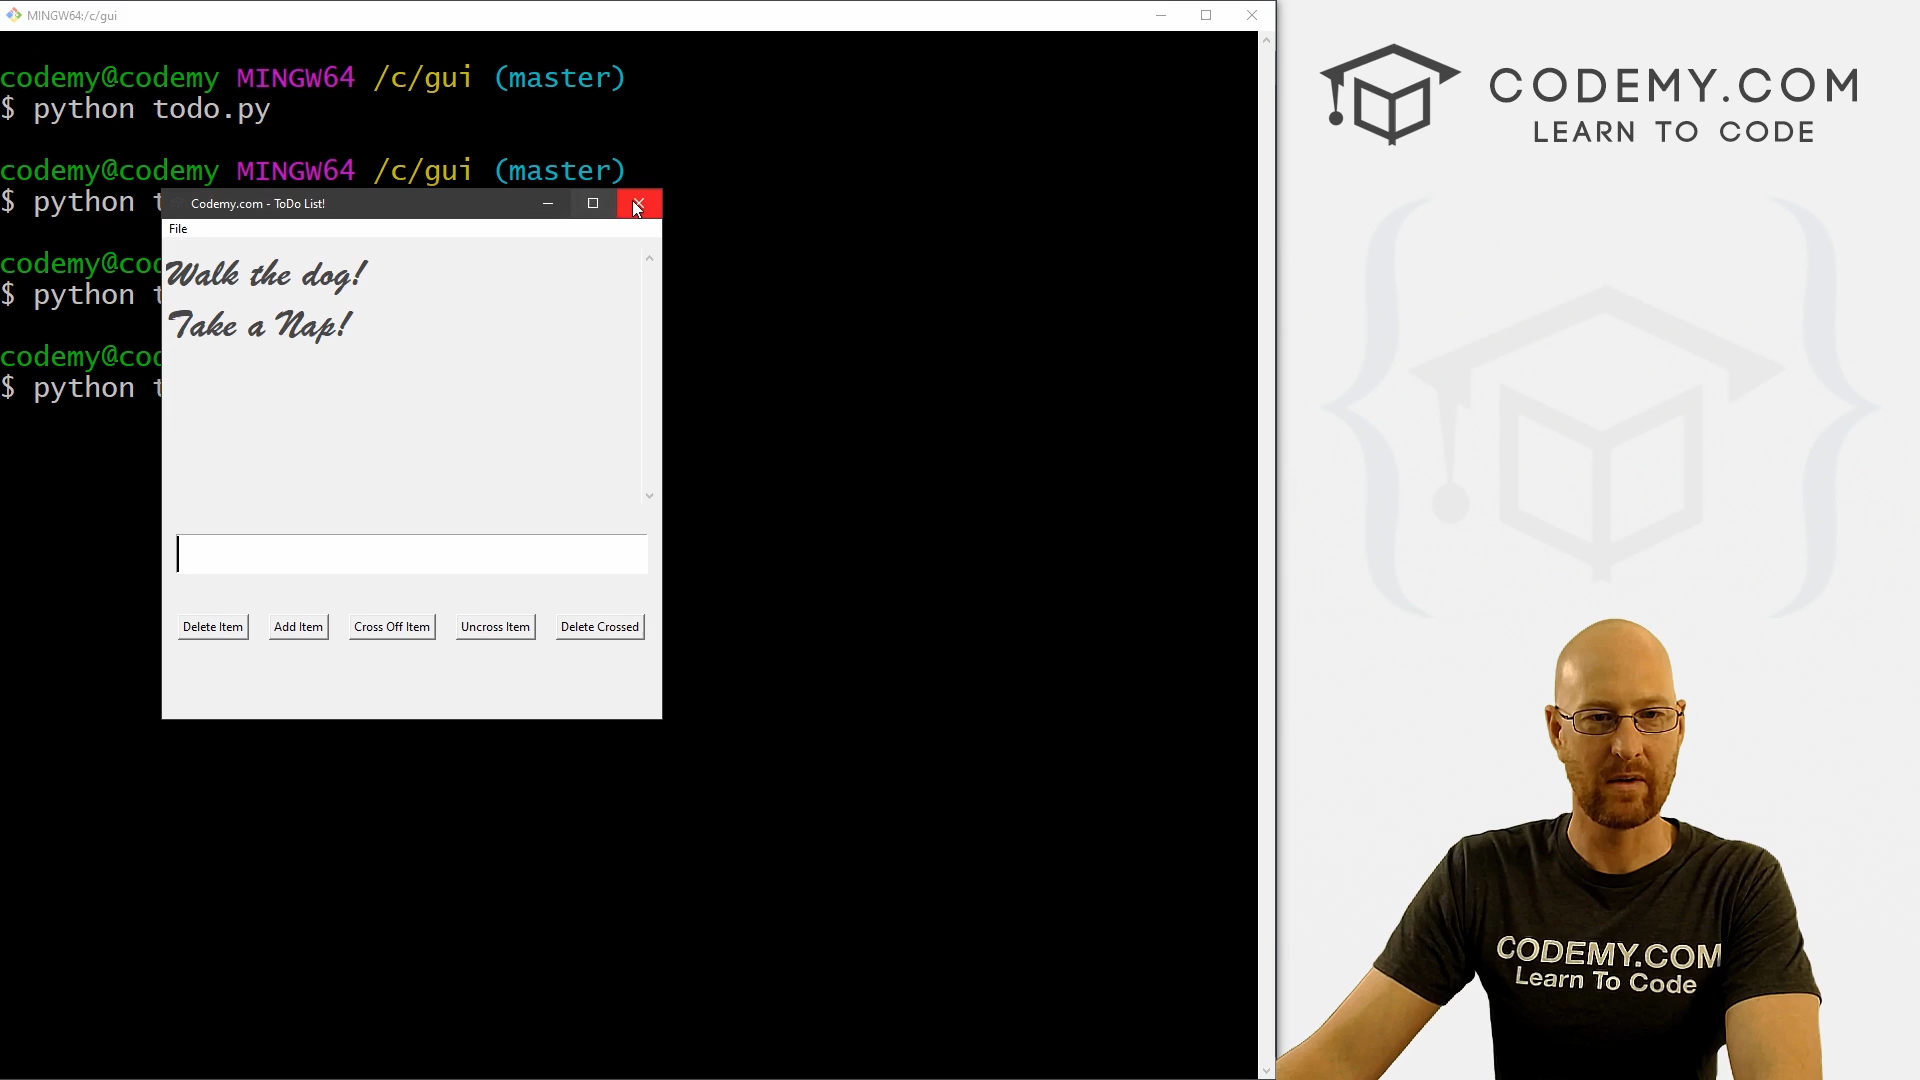 MINGW64:/c/gui
codemy@codemy MINGW64 /c/gui (master)
$ python todo.py
codemy@codemy MINGW64 /c/gui (master)
$ python t
codemy@cod
$ python t
codemy@cod
$ python t
Codemy.com - ToDo List!
File
Walk the dog!
Take a Nap!
Delete Item Add Item Cross Off Item Uncross Item Delete Crossed
CODEMY.COM
LEARN TO CODE
CODEMY.COM
Learn To Code